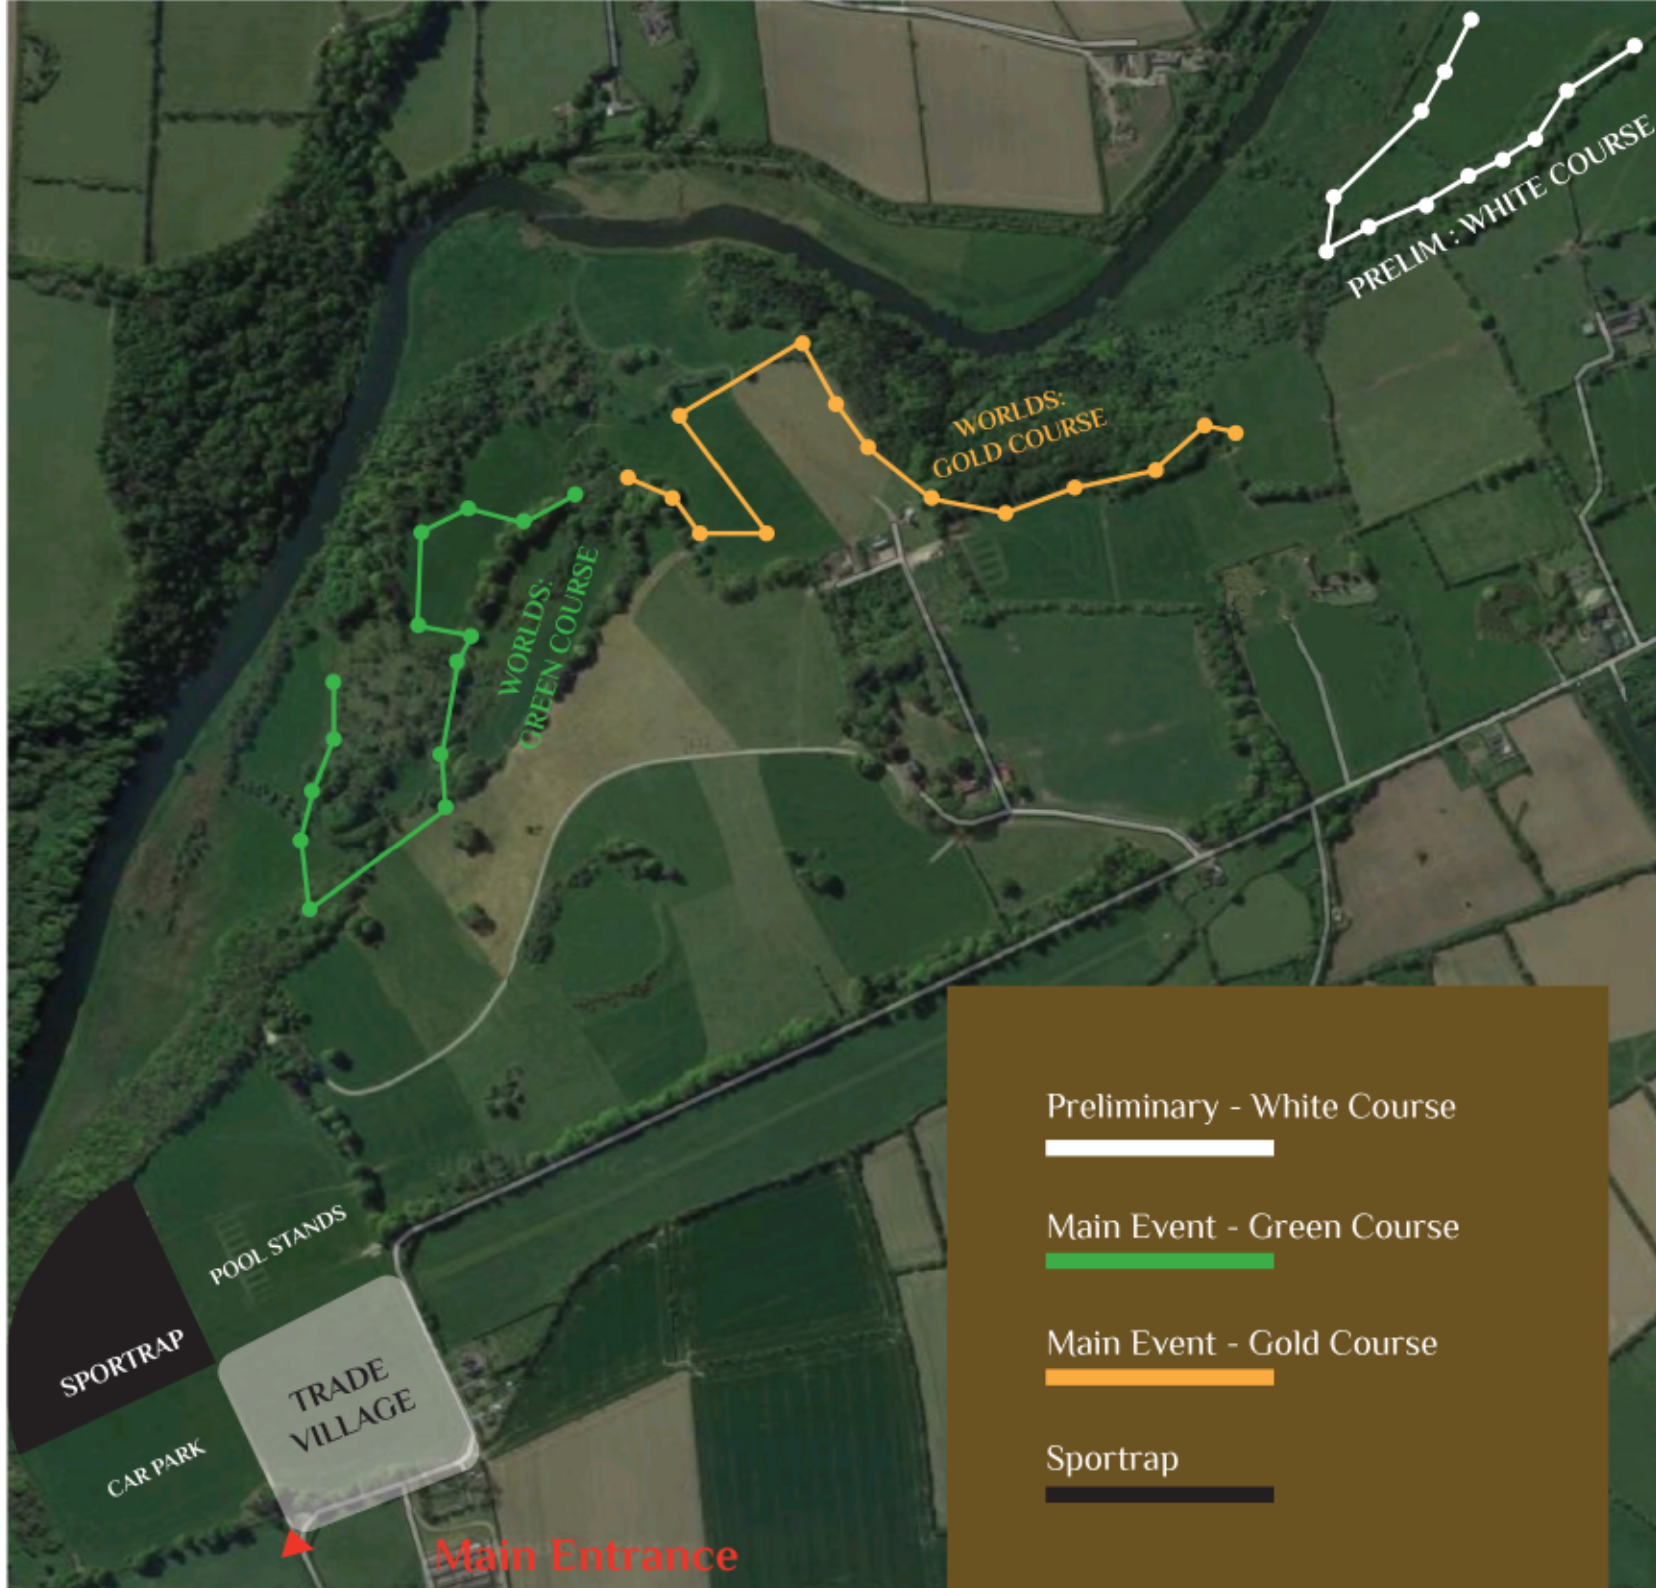 PRELIM : WHITE COURSE
WORLDS:
GOLD COURSE
WORLDS:
GREEN COURSE
POOL STANDS
SPORTRAP
TRADE
VILLAGE
CAR PARK
Main Entrance
Preliminary - White Course
Main Event - Green Course
Main Event - Gold Course
Sportrap